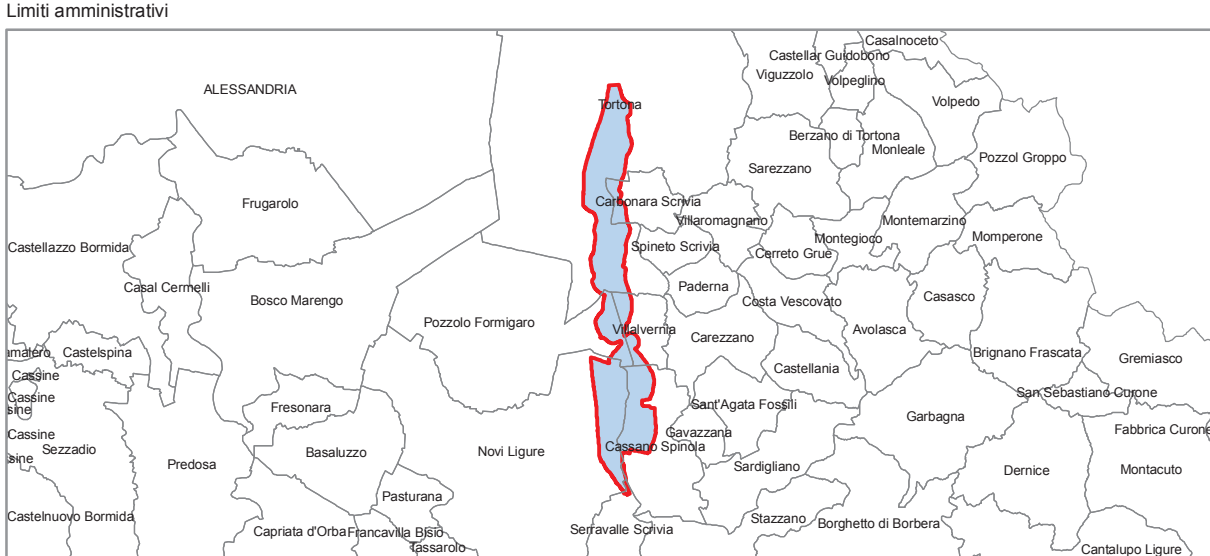 Limiti amministrativi
Casalnoceto
Castellar Guidobono
Viguzzolo
Volpeglino
ALESSANDRIA
Volpedo
Tortona
Berzano di Tortona
Monleale
Pozzol Groppo
Sarezzano
Frugarolo
Carbonara Scrivia
Villaromagnano
Montemarzino
Castellazzo Bormida
Spineto Scrivia
Montegioco
Momperone
Cerreto Grue
Casal Cermelli
Paderna
Bosco Marengo
Costa Vescovato
Casasco
Pozzolo Formigaro
Villalvernia
Carezzano
Avolasca
malero
Castelspina
Brignano Frascata
Gremiasco
Cassine
Castellania
San Sebastiano Curone
Cassine
sine
Fresonara
Sant'Agata Fossili
Garbagna
Cassine
Gavazzana
Fabbrica Curone
Sezzadio
Basaluzzo
Novi Ligure
Cassano Spinola
sine
Predosa
Sardigliano
Dernice
Montacuto
Pasturana
Castelnuovo Bormida
Stazzano
Borghetto di Borbera
Capriata d'Orba
Francavilla Bisio
Serravalle Scrivia
Tassarolo
Cantalupo Ligure